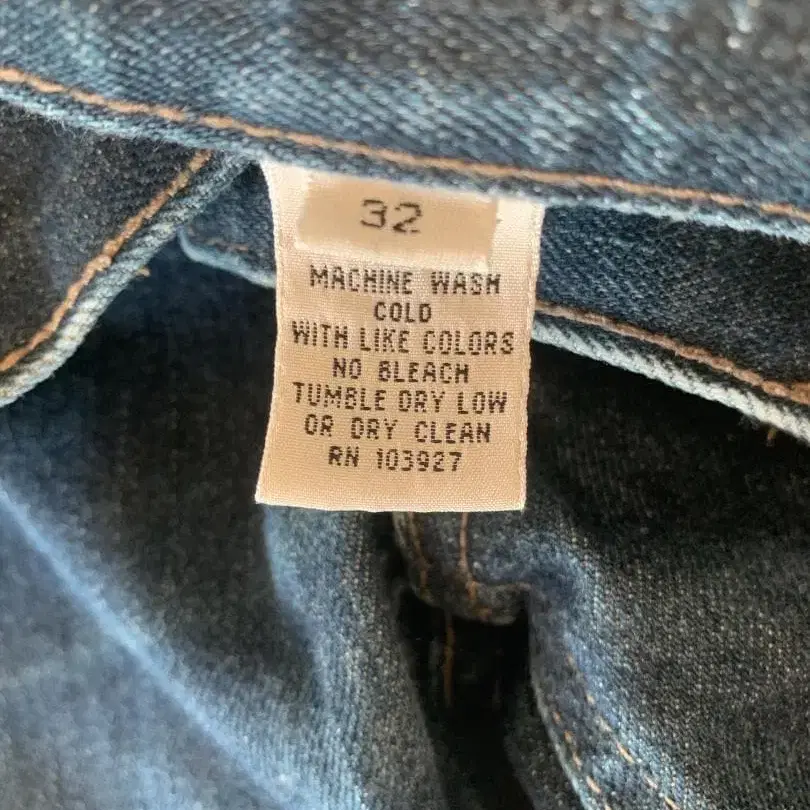 32
MACHINE WASH
COLD
WITH LIKE COLORS
NO BLEACH
TUMBLE DRY LOW
OR DRY CLEAN
RN 103927